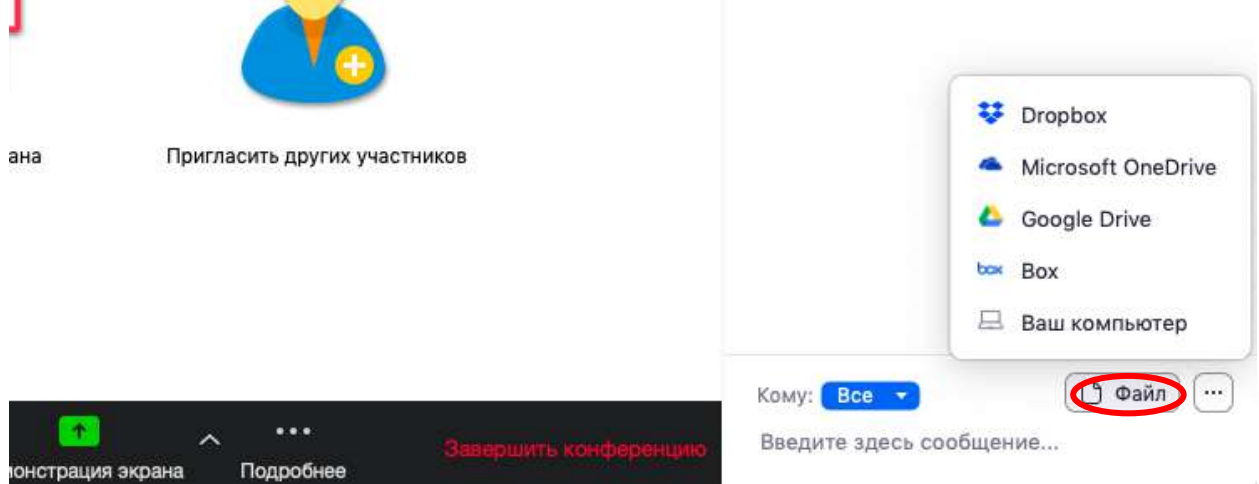 ана
Пригласить других участников
Dropbox
Microsoft OneDrive
Google Drive
box Box
Ваш компьютер
Кому: Все
Файл
Введите здесь сообщение...
монстрация экрана
Подробнее
Завершить конференцию